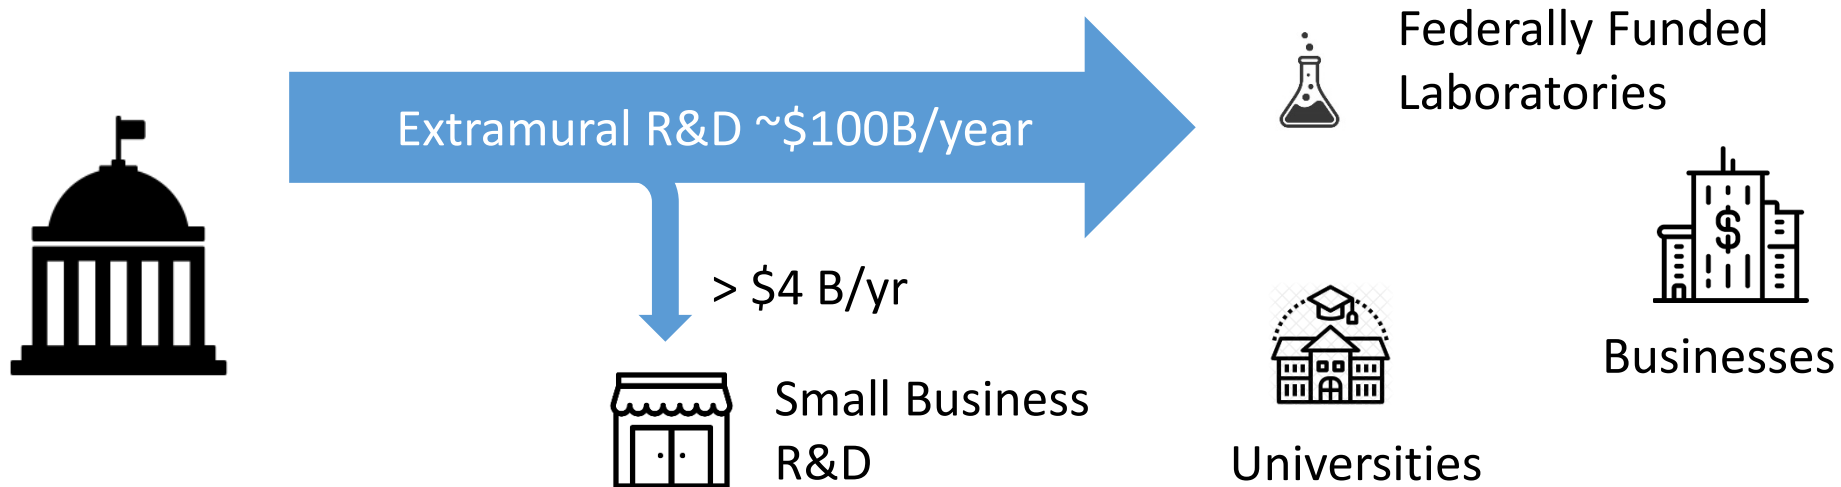 Federally Funded
Laboratories
Extramural R&D ~$100B/year
$
> $4 B/yr
Businesses
Small Business
R&D
Universities